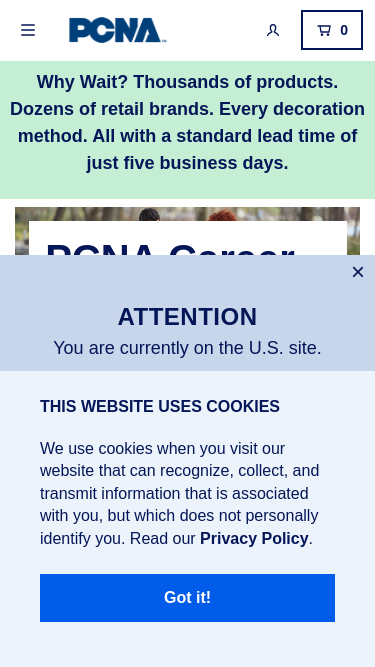 PCNA
0
Why Wait? Thousands of products.
Dozens of retail brands. Every decoration
method. All with a standard lead time of
just five business days.
PCNA Career
ATTENTION
You are currently on the U.S. site.
THIS WEBSITE USES COOKIES
We use cookies when you visit our
website that can recognize, collect, and
transmit information that is associated
with you, but which does not personally
identify you. Read our Privacy Policy.
Got it!